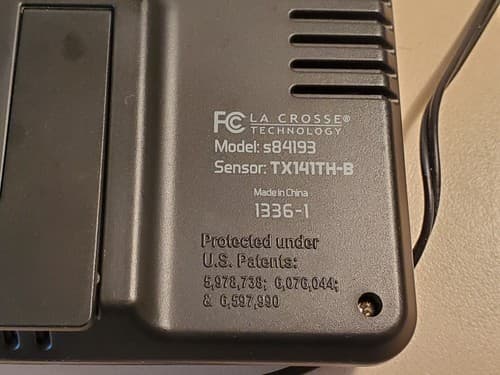 FC LA CROSSE®
TECHNOLOGY
Model: s84193
Sensor: TX141TH-B
Made in China
1336-1
Protected under
U.S. Patents:
5,978,738; 6,076,044;
& 6,597,990